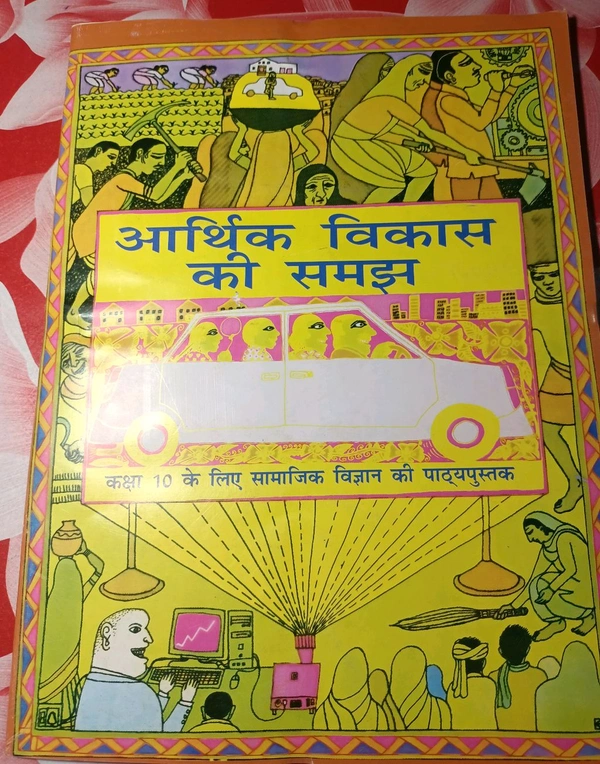 आर्थिक विकास
की समझ
कक्षा 10 के लिए सामाजिक विज्ञान की पाठ्यपुस्तक